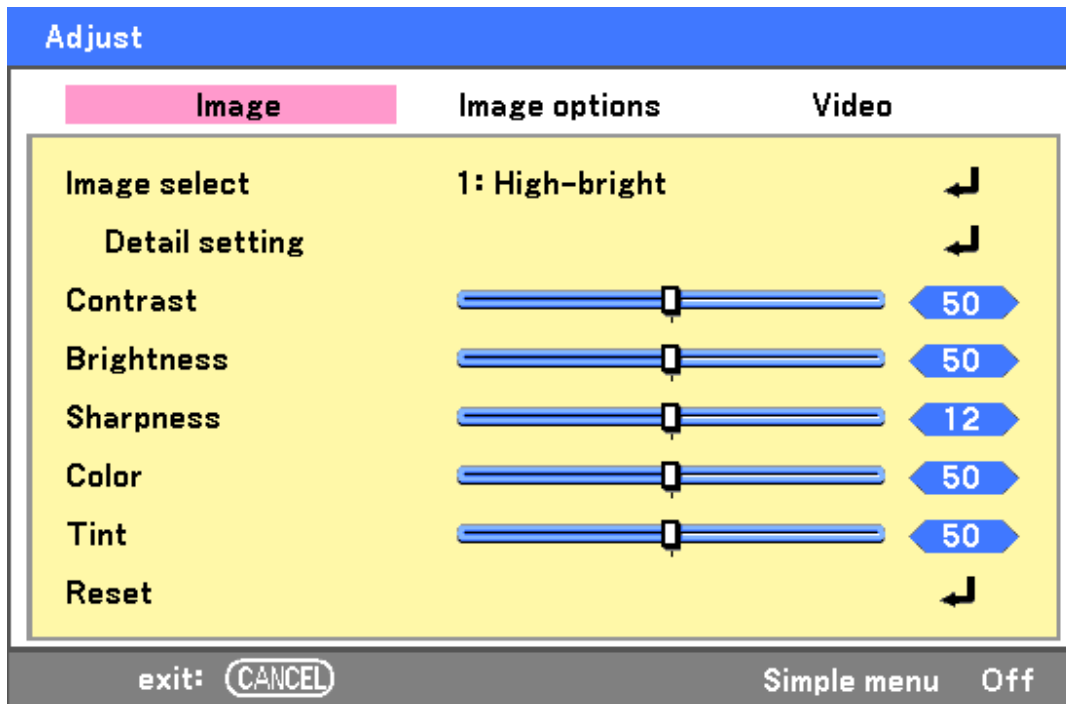 Adjust
Image Image options Video
Image select 1: High-bright
Detail setting
Contrast 50
Brightness 50
Sharpness 12
Color 50
Tint 50
Reset
exit: CANCEL Simple menu Off